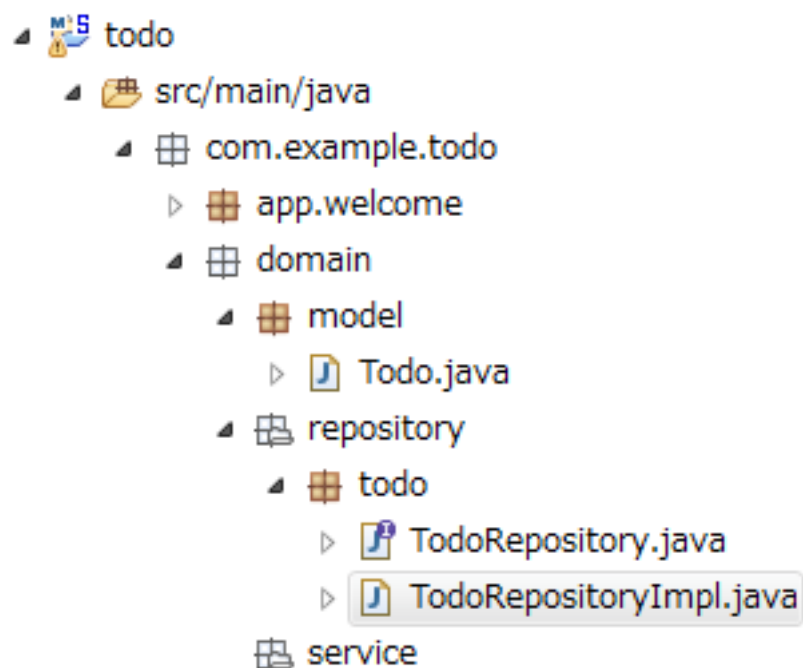 todo
src/main/java
com.example.todo
app.welcome
domain
model
Todo.java
repository
todo
TodoRepository.java
TodoRepositoryImpl.java
service